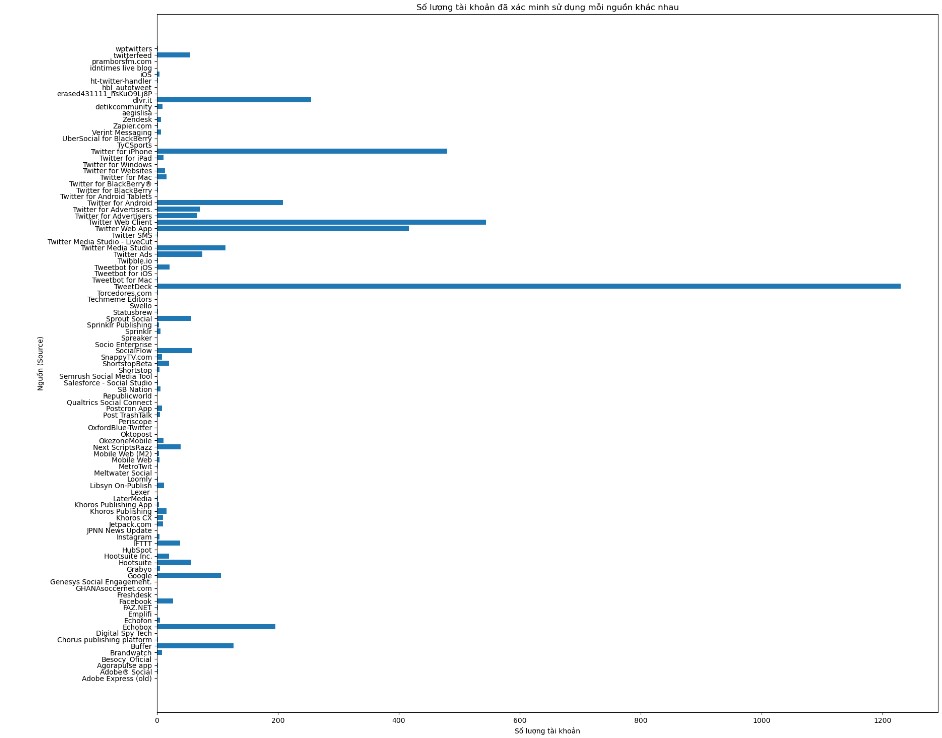 Số lượng tài khoản đã xác minh sử dung mỗi nguồn khác nhau
wptwitters
twitterfeed
pramborsfm.com
idntimes live blog
iOS
ht-twitter-handler
hbl_autotweet
dlvr.it
detikcommunity
aegislisa
Zendesk
Zapier.com
Verint Messaging
UberSocial for BlackBerry
TyCSports
Twitter for iPhone
Twitter for iPad
Twitter for Windows
Twitter for Websites
Twitter for Mac
Twitter for BlackBerry®
Twitter for BlackBerry
Twitter for Android Tablets
Twitter for Android
Twitter for Advertisers.
Twitter for Advertisers
Twitter Web Client
Twitter Web App
Twitter SMS
Twitter Media Studio - LiveCut
Twitter Media Studio
Twitter Ads
Twibble.io
Tweetbot for iOS
Tweetbot for iOS
Tweetbot for Mac
TweetDeck
Torcedores.com
Techmeme Editors
Swello
Statusbrew
Sprout Social
Sprinklr Publishing
Sprinklr
Spreaker
Socio Enterprise
SocialFlow
SnappyTV.com
ShortstopBeta
Shortstop
Semrush Social Media Tool
Salesforce - Social Studio
SB Nation
Republicworld
Qualtrics Social Connect
Postcron App
Post TrashTalk
Periscope
OxfordBlue-Twitter
Oktopost
OkezoneMobile
Next ScriptsRazz
Mobile Web (M2)
Mobile Web
MetroTwit
Meltwater Social
Loomly
Libsyn On-Publish
Lexer
LaterMedia
Khoros Publishing App
Khoros Publishing
Khoros CX
Jetpack.com
JPNN News Update
Instagram
IFTTT
HubSpot
Hootsuite Inc.
Hootsuite
Grabyo
Google
Genesys Social Engagement.
GHANAsoccernet.com
Freshdesk
Facebook
FAZ.NET
Emplifi
Echofon
Echobox
Digital Spy Tech
Chorus publishing platform
Buffer
Brandwatch
Besocy_Oficial
Agorapulse app
Adobe® Social
Adobe Express (old)
Nguồn (Source)
0 200 400 600 800 1000 1200
Số lượng tài khoản